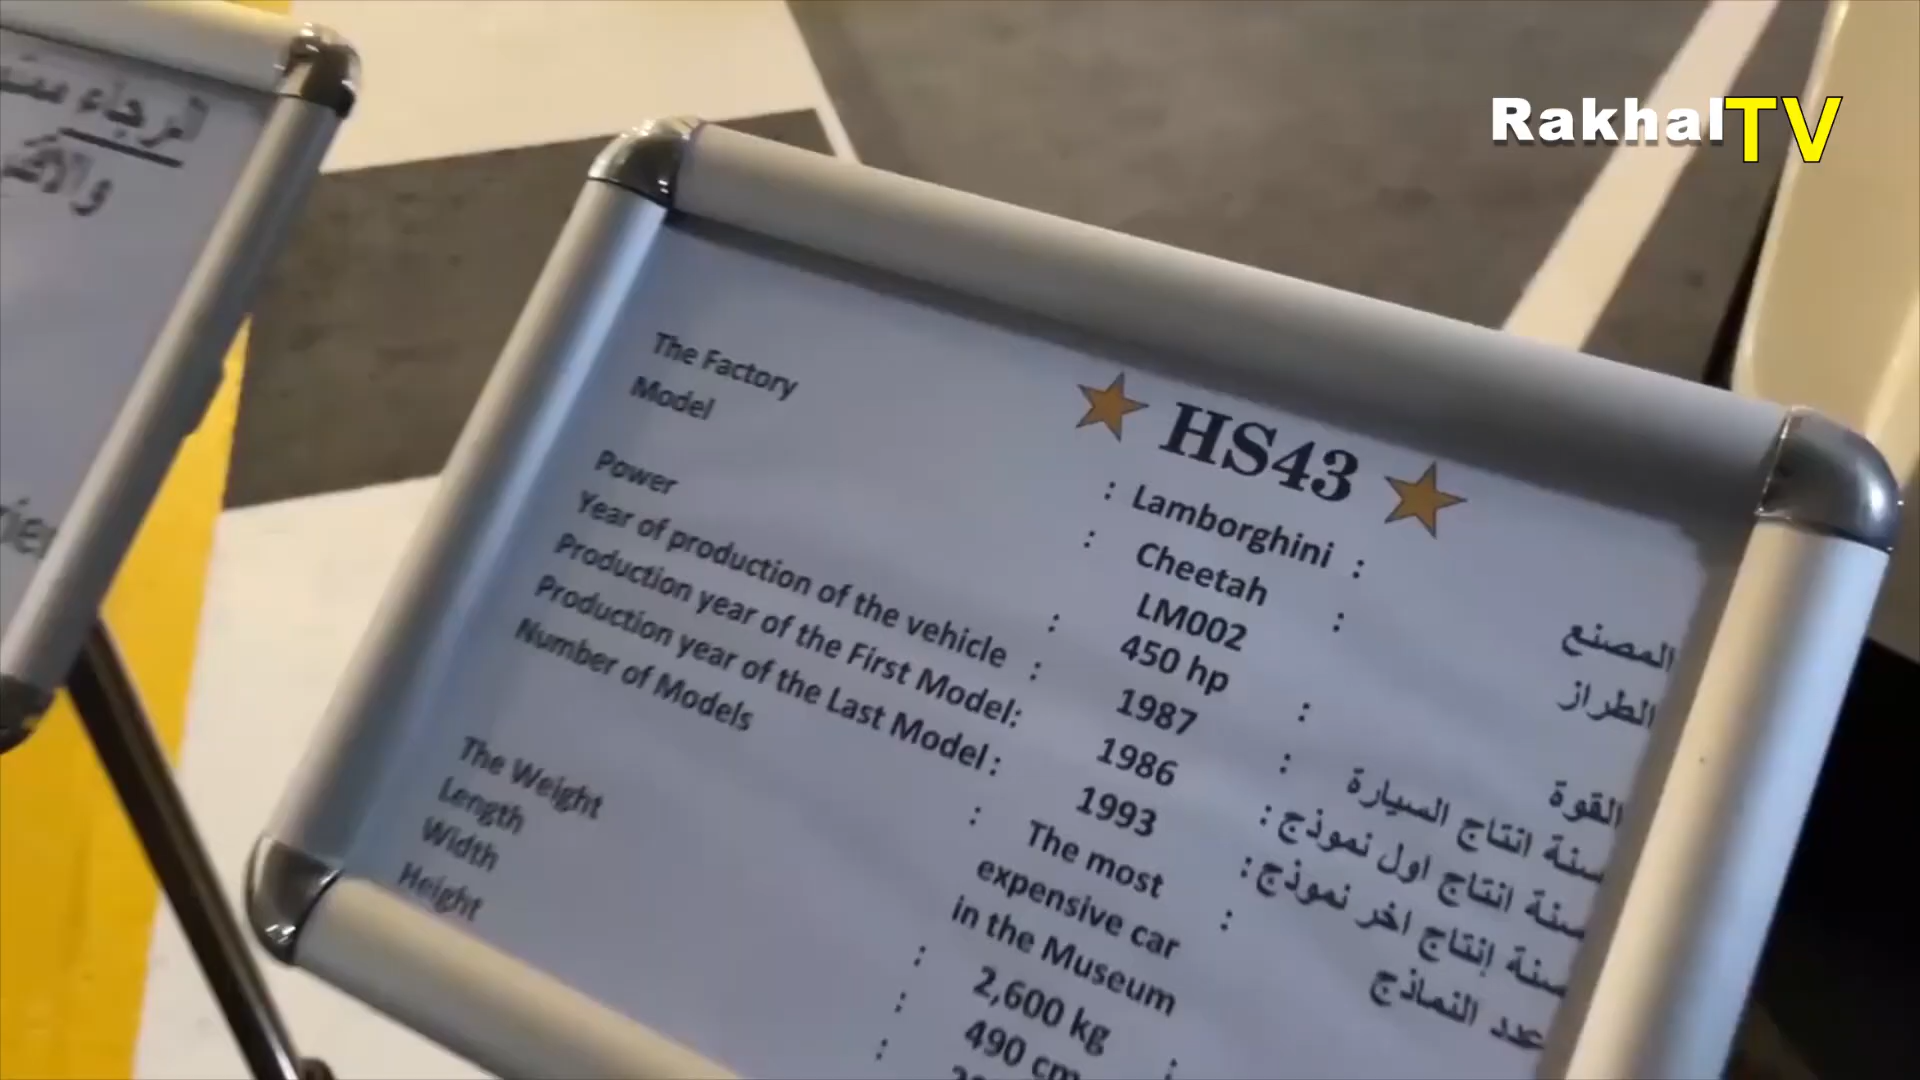 RakhalTV
الرجاء
HS43
The Factory : Lamborghini : المصنع
Model : Cheetah : الطراز
LM002
Power : 450 hp : القوة
Year of production of the vehicle : 1987 : سنة انتاج السيارة
Production year of the First Model: 1986 سنة انتاج اول نموذج:
Production year of the Last Model: 1993 سنة إنتاج اخر نموذج:
Number of Models : The most : عدد النماذج
expensive car
in the Museum
The Weight : 2,600 kg :
Length : 490 cm
Width :
Height